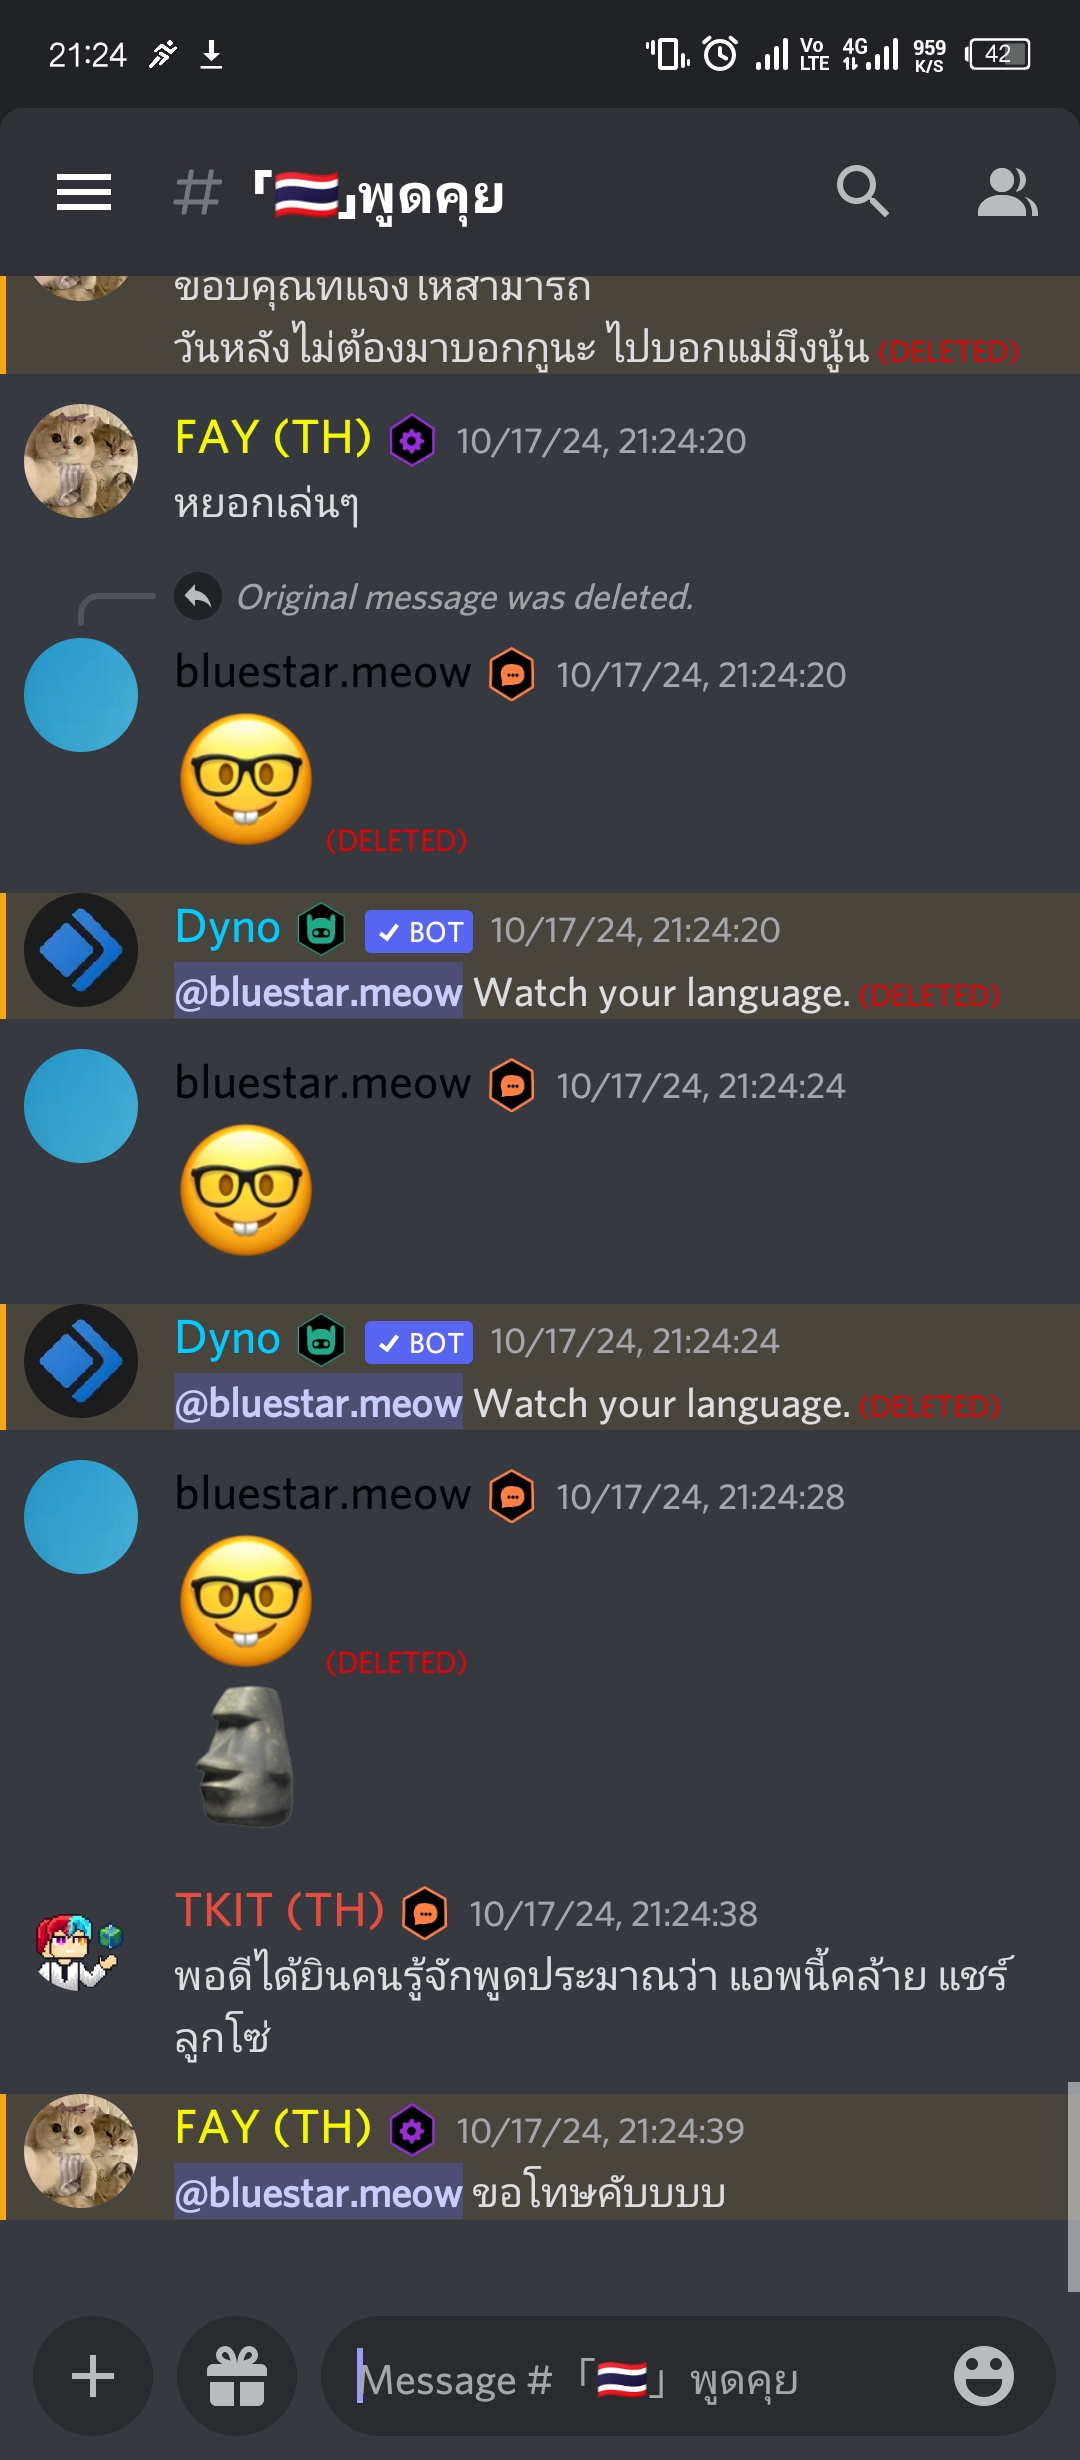 21:24
Vo LTE 4G 959 K/S 42
# 「🇹🇭」พูดคุย
ขอบคุณที่แจ้งให้สามารถ
วันหลังไม่ต้องมาบอกกูนะ ไปบอกแม่มึงนู้น (DELETED)
FAY (TH) 10/17/24, 21:24:20
หยอกเล่นๆ
Original message was deleted.
bluestar.meow 10/17/24, 21:24:20
🤓 (DELETED)
Dyno ✓ BOT 10/17/24, 21:24:20
@bluestar.meow Watch your language. (DELETED)
bluestar.meow 10/17/24, 21:24:24
🤓
Dyno ✓ BOT 10/17/24, 21:24:24
@bluestar.meow Watch your language. (DELETED)
bluestar.meow 10/17/24, 21:24:28
🤓 (DELETED)
🗿
TKIT (TH) 10/17/24, 21:24:38
พอดีได้ยินคนรู้จักพูดประมาณว่า แอพนี้คล้าย แชร์
ลูกโซ่
FAY (TH) 10/17/24, 21:24:39
@bluestar.meow ขอโทษคับบบบ
Message #「🇹🇭」พูดคุย